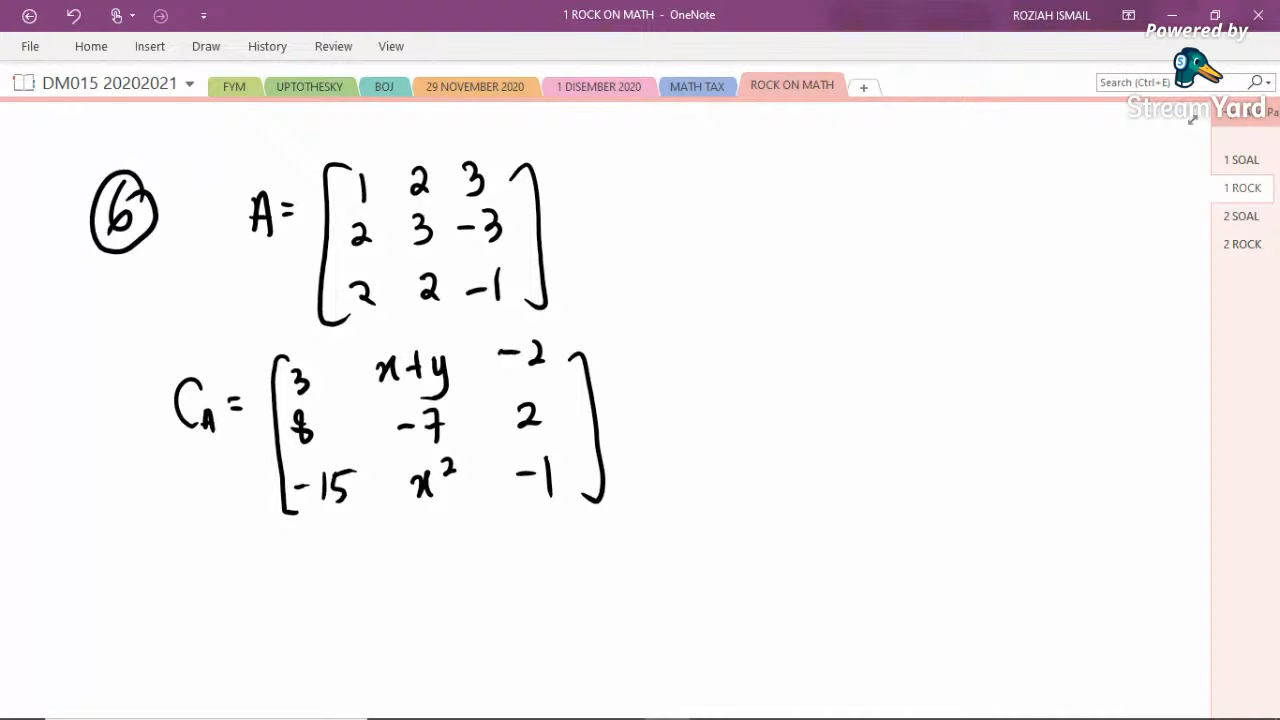 1 ROCK ON MATH - OneNote
ROZIAH ISMAIL
Powered by
File Home Insert Draw History Review View
DM015 20202021
FYM UPTOTHESKY BOJ 29 NOVEMBER 2020 1 DISEMBER 2020 MATH TAX ROCK ON MATH +
Search (Ctrl+E)
StreamYard
Pa
1 SOAL
1 ROCK
2 SOAL
2 ROCK
6 A = [1 2 3
2 3 -3
2 2 -1]
C_A = [3 x+y -2
8 -7 2
-15 x² -1]